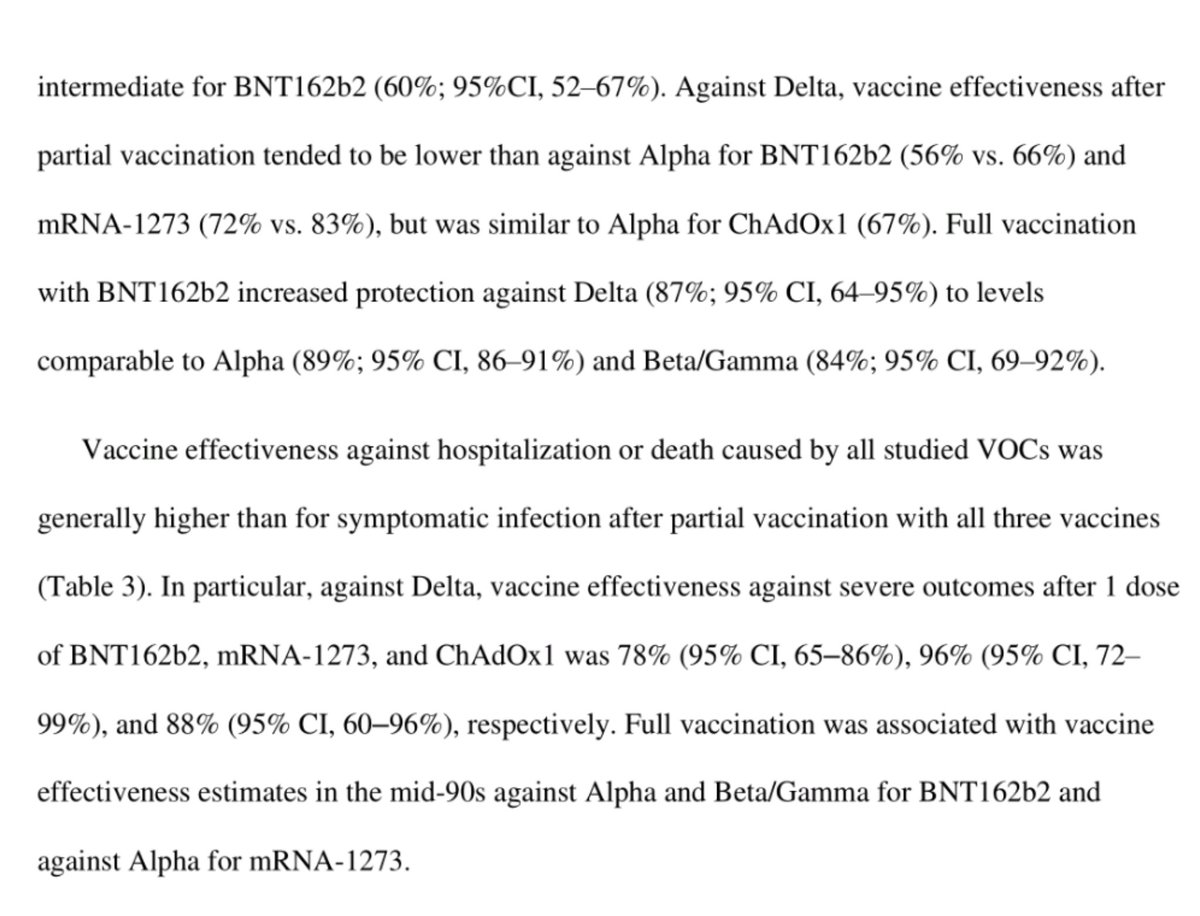 intermediate for BNT162b2 (60%; 95%CI, 52–67%). Against Delta, vaccine effectiveness after
partial vaccination tended to be lower than against Alpha for BNT162b2 (56% vs. 66%) and
mRNA-1273 (72% vs. 83%), but was similar to Alpha for ChAdOx1 (67%). Full vaccination
with BNT162b2 increased protection against Delta (87%; 95% CI, 64–95%) to levels
comparable to Alpha (89%; 95% CI, 86–91%) and Beta/Gamma (84%; 95% CI, 69–92%).
Vaccine effectiveness against hospitalization or death caused by all studied VOCs was
generally higher than for symptomatic infection after partial vaccination with all three vaccines
(Table 3). In particular, against Delta, vaccine effectiveness against severe outcomes after 1 dose
of BNT162b2, mRNA-1273, and ChAdOx1 was 78% (95% CI, 65–86%), 96% (95% CI, 72–
99%), and 88% (95% CI, 60–96%), respectively. Full vaccination was associated with vaccine
effectiveness estimates in the mid-90s against Alpha and Beta/Gamma for BNT162b2 and
against Alpha for mRNA-1273.